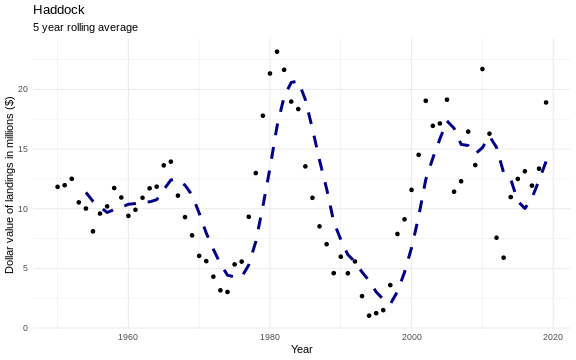 Haddock
5 year rolling average
Dollar value of landings in millions ($)
20
15
10
5
0
1960
1980
2000
2020
Year